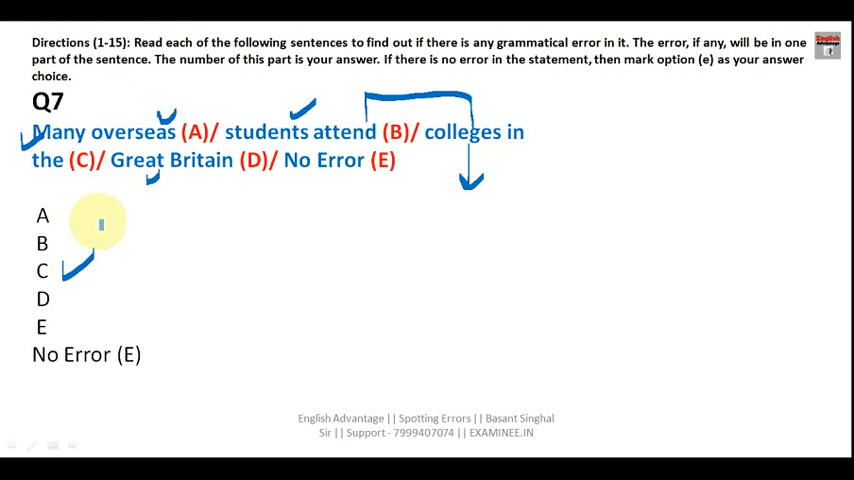 Directions (1-15): Read each of the following sentences to find out if there is any grammatical error in it. The error, if any, will be in one
part of the sentence. The number of this part is your answer. If there is no error in the statement, then mark option (e) as your answer
choice.
English
Advantage
Q7
Many overseas (A)/ students attend (B)/ colleges in
the (C)/ Great Britain (D)/ No Error (E)
A
B
C
D
E
No Error (E)
English Advantage || Spotting Errors || Basant Singhal
Sir || Support - 7999407074 || EXAMINEE.IN